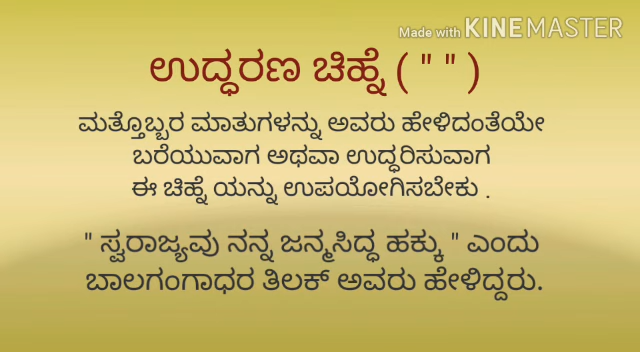 Made with KINEMASTER
ಉದ್ಧರಣ ಚಿಹ್ನೆ ( " " )
ಮತ್ತೊಬ್ಬರ ಮಾತುಗಳನ್ನು ಅವರು ಹೇಳಿದಂತೆಯೇ
ಬರೆಯುವಾಗ ಅಥವಾ ಉದ್ಧರಿಸುವಾಗ
ಈ ಚಿಹ್ನೆ ಯನ್ನು ಉಪಯೋಗಿಸಬೇಕು .
" ಸ್ವರಾಜ್ಯವು ನನ್ನ ಜನ್ಮಸಿದ್ಧ ಹಕ್ಕು " ಎಂದು
ಬಾಲಗಂಗಾಧರ ತಿಲಕ್ ಅವರು ಹೇಳಿದ್ದರು.